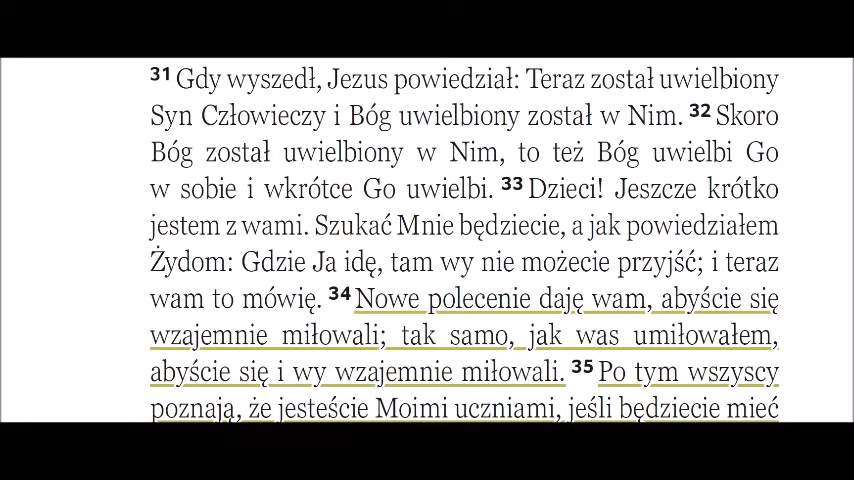 31 Gdy wyszedł, Jezus powiedział: Teraz został uwielbiony
Syn Człowieczy i Bóg uwielbiony został w Nim. 32 Skoro
Bóg został uwielbiony w Nim, to też Bóg uwielbi Go
w sobie i wkrótce Go uwielbi. 33 Dzieci! Jeszcze krótko
jestem z wami. Szukać Mnie będziecie, a jak powiedziałem
Żydom: Gdzie Ja idę, tam wy nie możecie przyjść; i teraz
wam to mówię. 34 Nowe polecenie daję wam, abyście się
wzajemnie miłowali; tak samo, jak was umiłowałem,
abyście się i wy wzajemnie miłowali. 35 Po tym wszyscy
poznają, że jesteście Moimi uczniami, jeśli będziecie mieć